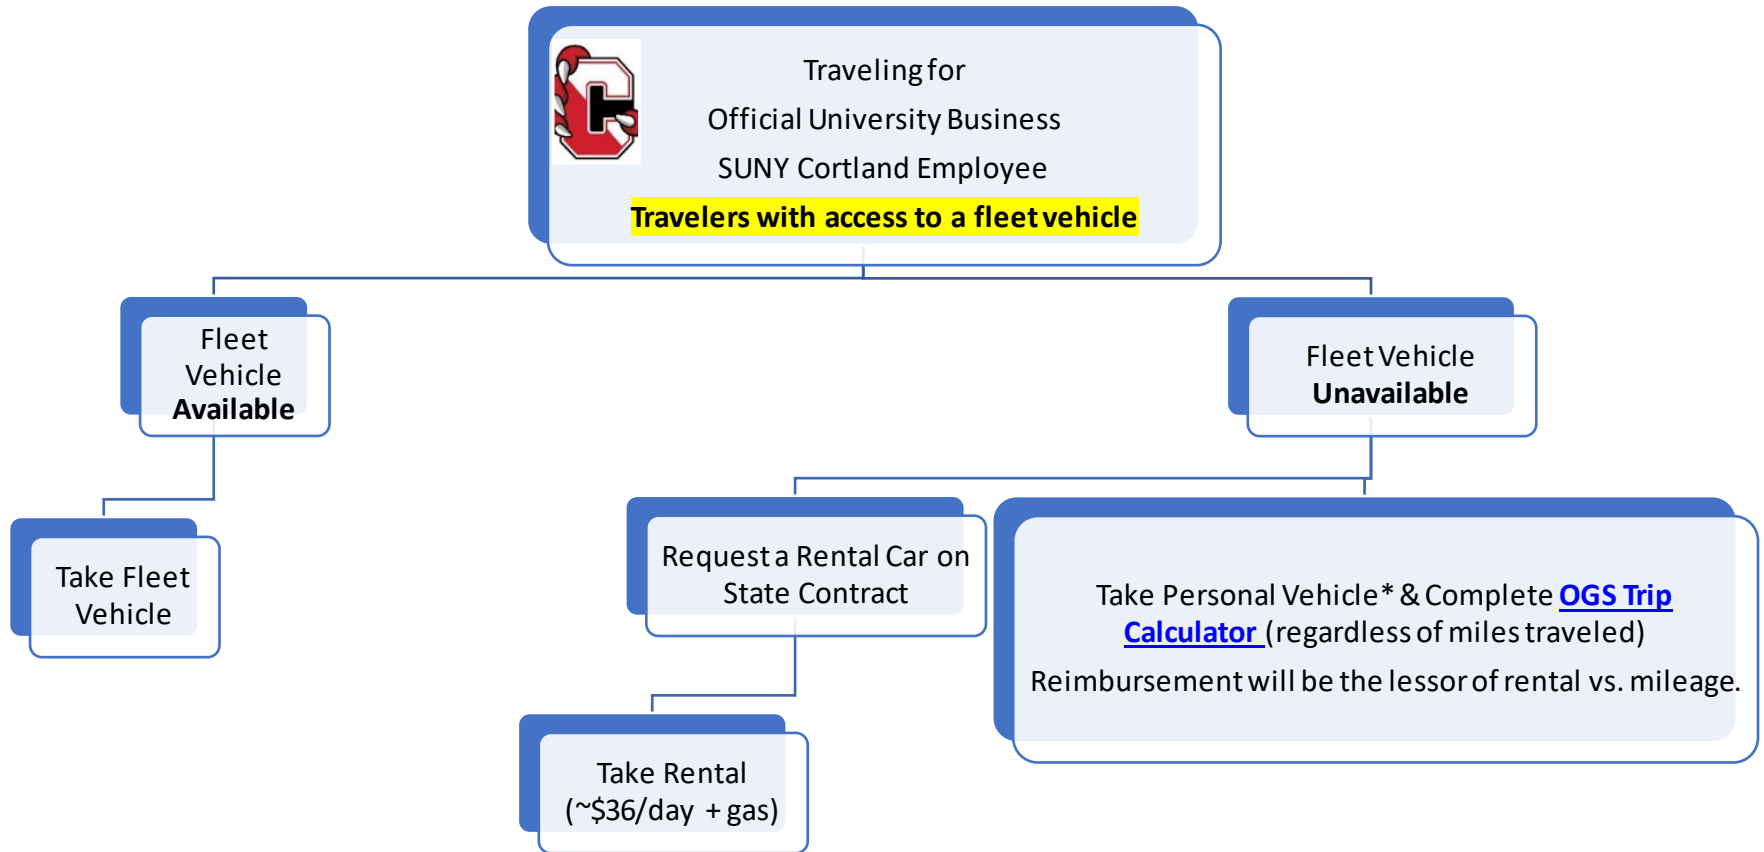 Traveling for
Official University Business
SUNY Cortland Employee
Travelers with access to a fleet vehicle
Fleet
Vehicle
Available
Fleet Vehicle
Unavailable
Take Fleet
Vehicle
Request a Rental Car on
State Contract
Take Personal Vehicle* & Complete OGS Trip
Calculator (regardless of miles traveled)
Reimbursement will be the lessor of rental vs. mileage.
Take Rental
(~$36/day + gas)